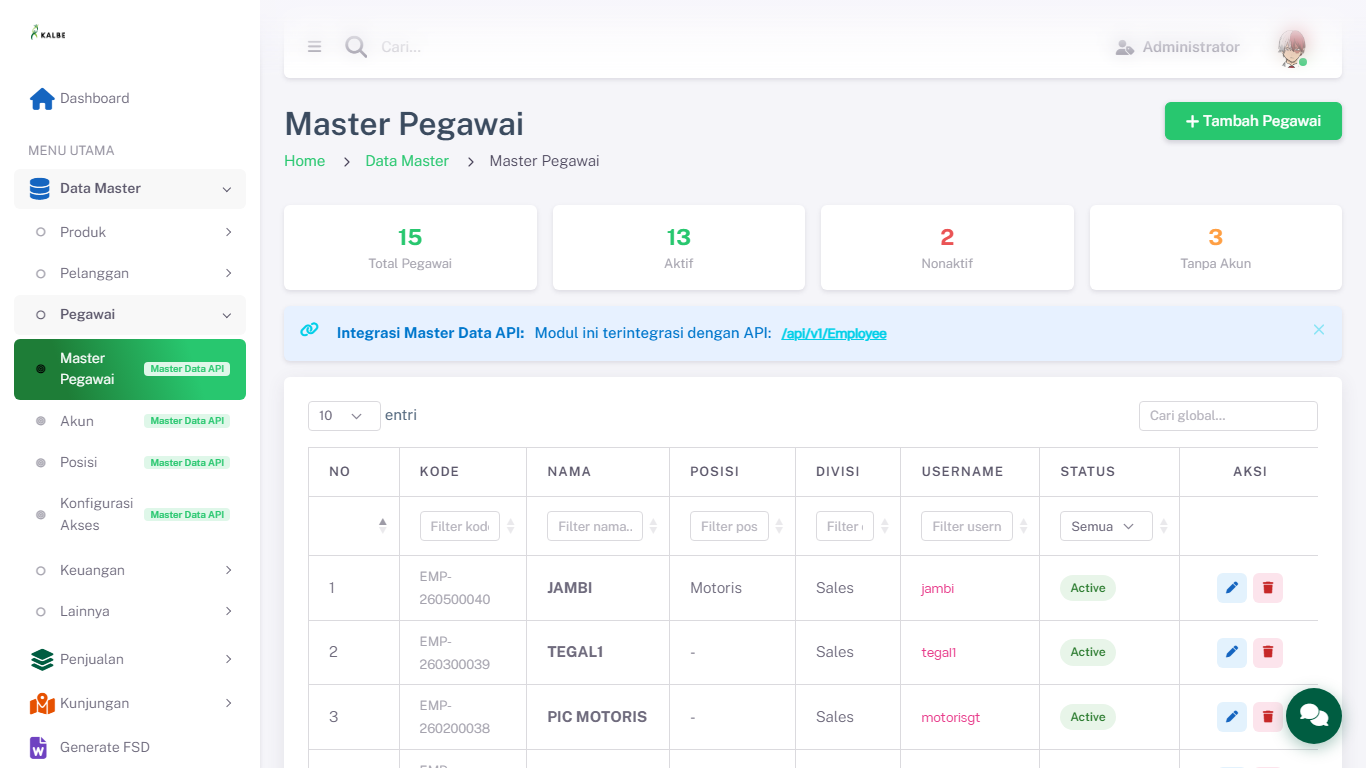 KALBE
Dashboard
MENU UTAMA
Data Master
Produk
Pelanggan
Pegawai
Master Pegawai Master Data API
Akun Master Data API
Posisi Master Data API
Konfigurasi Akses Master Data API
Keuangan
Lainnya
Penjualan
Kunjungan
Generate FSD
Cari...
Administrator
Master Pegawai
+ Tambah Pegawai
Home > Data Master > Master Pegawai
15
Total Pegawai
13
Aktif
2
Nonaktif
3
Tanpa Akun
Integrasi Master Data API: Modul ini terintegrasi dengan API: /api/v1/Employee
10 entri
Cari global...
NO KODE NAMA POSISI DIVISI USERNAME STATUS AKSI
Filter kode Filter nama.. Filter pos Filter Filter usern Semua
1 EMP-260500040 JAMBI Motoris Sales jambi Active
2 EMP-260300039 TEGAL1 - Sales tegal1 Active
3 EMP-260200038 PIC MOTORIS - Sales motorisgt Active